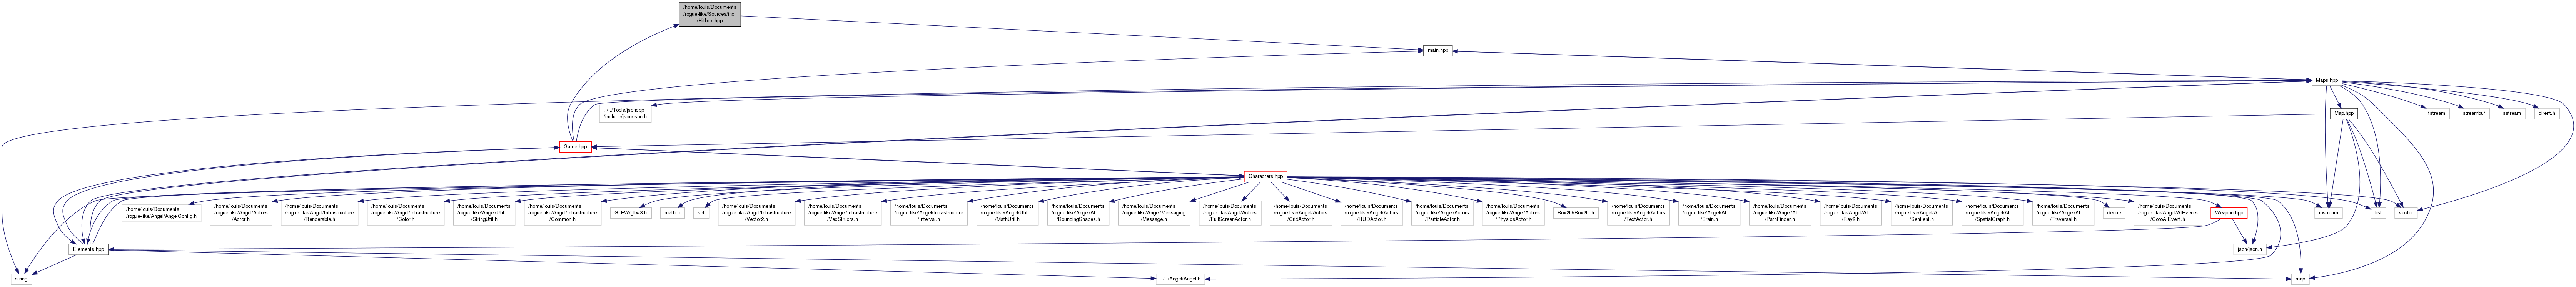 /home/louis/Documents
/rogue-like/Sources/inc
/Hitbox.hpp
main.hpp
Maps.hpp
../../Tools/jsoncpp
/include/json/json.h
Map.hpp
fstream
streambuf
sstream
dirent.h
Game.hpp
Characters.hpp
/home/louis/Documents
/rogue-like/Angel/AngelConfig.h
/home/louis/Documents
/rogue-like/Angel/Actors
/Actor.h
/home/louis/Documents
/rogue-like/Angel/Infrastructure
/Renderable.h
/home/louis/Documents
/rogue-like/Angel/Infrastructure
/Color.h
/home/louis/Documents
/rogue-like/Angel/Util
/StringUtil.h
/home/louis/Documents
/rogue-like/Angel/Infrastructure
/Common.h
GLFW/glfw3.h
math.h
set
/home/louis/Documents
/rogue-like/Angel/Infrastructure
/Vector2.h
/home/louis/Documents
/rogue-like/Angel/Infrastructure
/VecStructs.h
/home/louis/Documents
/rogue-like/Angel/Infrastructure
/Interval.h
/home/louis/Documents
/rogue-like/Angel/Util
/MathUtil.h
/home/louis/Documents
/rogue-like/Angel/AI
/BoundingShapes.h
/home/louis/Documents
/rogue-like/Angel/Messaging
/Message.h
/home/louis/Documents
/rogue-like/Angel/Actors
/FullScreenActor.h
/home/louis/Documents
/rogue-like/Angel/Actors
/GridActor.h
/home/louis/Documents
/rogue-like/Angel/Actors
/HUDActor.h
/home/louis/Documents
/rogue-like/Angel/Actors
/ParticleActor.h
/home/louis/Documents
/rogue-like/Angel/Actors
/PhysicsActor.h
Box2D/Box2D.h
/home/louis/Documents
/rogue-like/Angel/Actors
/TextActor.h
/home/louis/Documents
/rogue-like/Angel/AI
/Brain.h
/home/louis/Documents
/rogue-like/Angel/AI
/PathFinder.h
/home/louis/Documents
/rogue-like/Angel/AI
/Ray2.h
/home/louis/Documents
/rogue-like/Angel/AI
/Sentient.h
/home/louis/Documents
/rogue-like/Angel/AI
/SpatialGraph.h
/home/louis/Documents
/rogue-like/Angel/AI
/Traversal.h
deque
/home/louis/Documents
/rogue-like/Angel/AIEvents
/GotoAIEvent.h
Weapon.hpp
iostream
list
vector
Elements.hpp
json/json.h
string
../../Angel/Angel.h
map